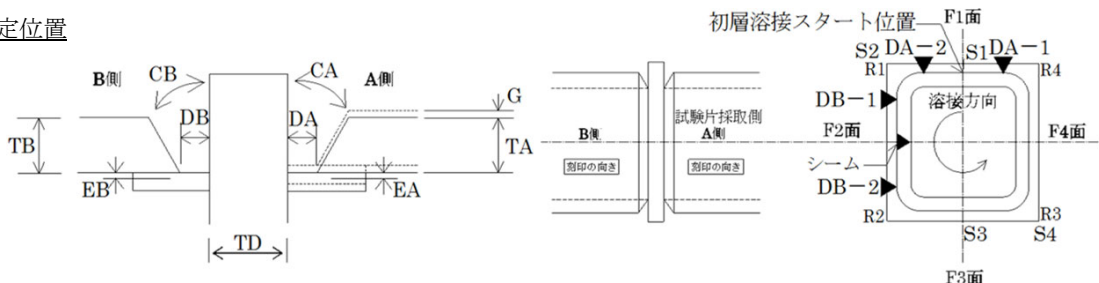 定位置
B側
CB
CA
A側
G
DB
DA
TB
TA
EB
EA
TD
試験片採取側
B側
A側
刻印の向き
刻印の向き
初層溶接スタート位置
F1面
S2
DA-2
S1
DA-1
R1
R4
DB-1
溶接方向
F2面
F4面
シーム
DB-2
R2
R3
S3
S4
F3面